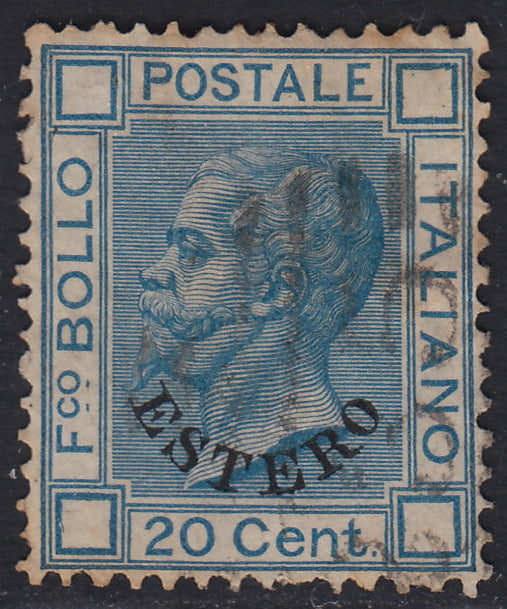 POSTALE
Fco BOLLO
ITALIANO
ESTERO
20 Cent.